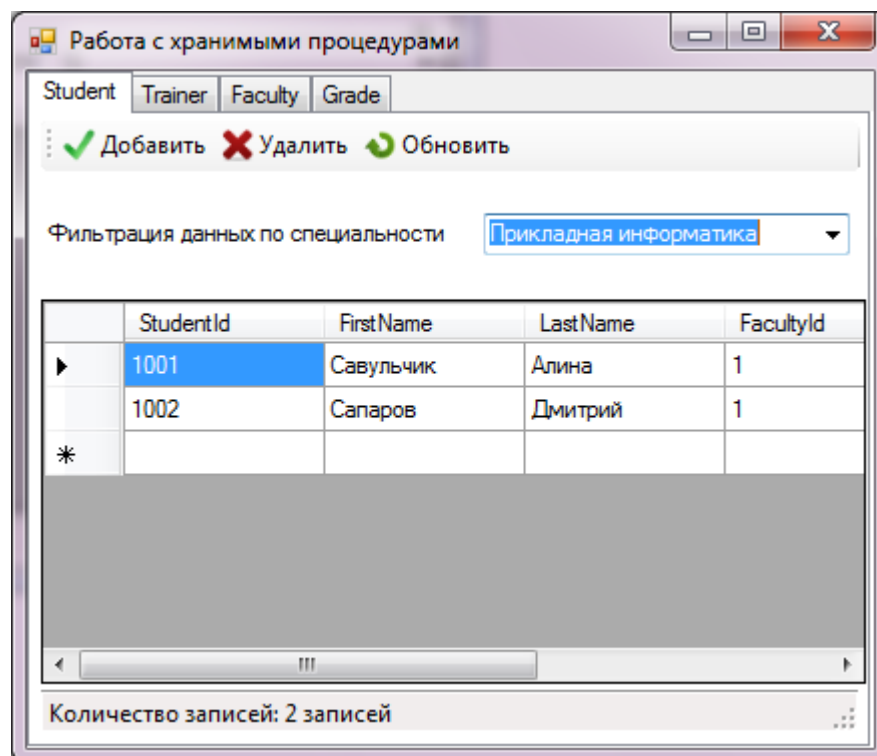 Работа с хранимыми процедурами
Student Trainer Faculty Grade
Добавить Удалить Обновить
Фильтрация данных по специальности Прикладная информатика
StudentId FirstName LastName FacultyId
1001 Савульчик Алина 1
1002 Сапаров Дмитрий 1
Количество записей: 2 записей